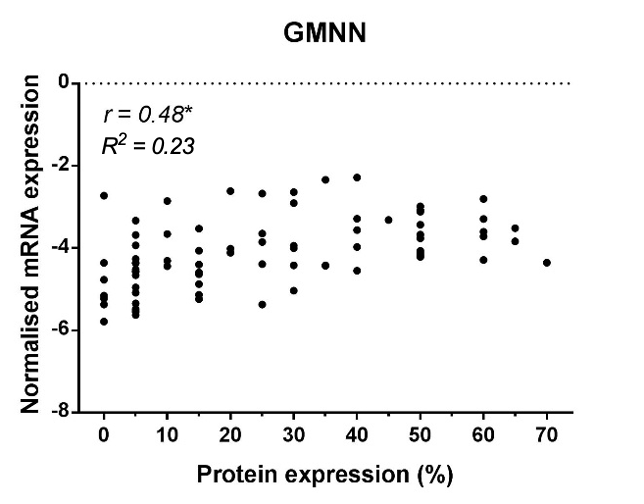 GMNN
0
r = 0.48*
R² = 0.23
-2
-4
-6
-8
Normalised mRNA expression
0 10 20 30 40 50 60 70
Protein expression (%)